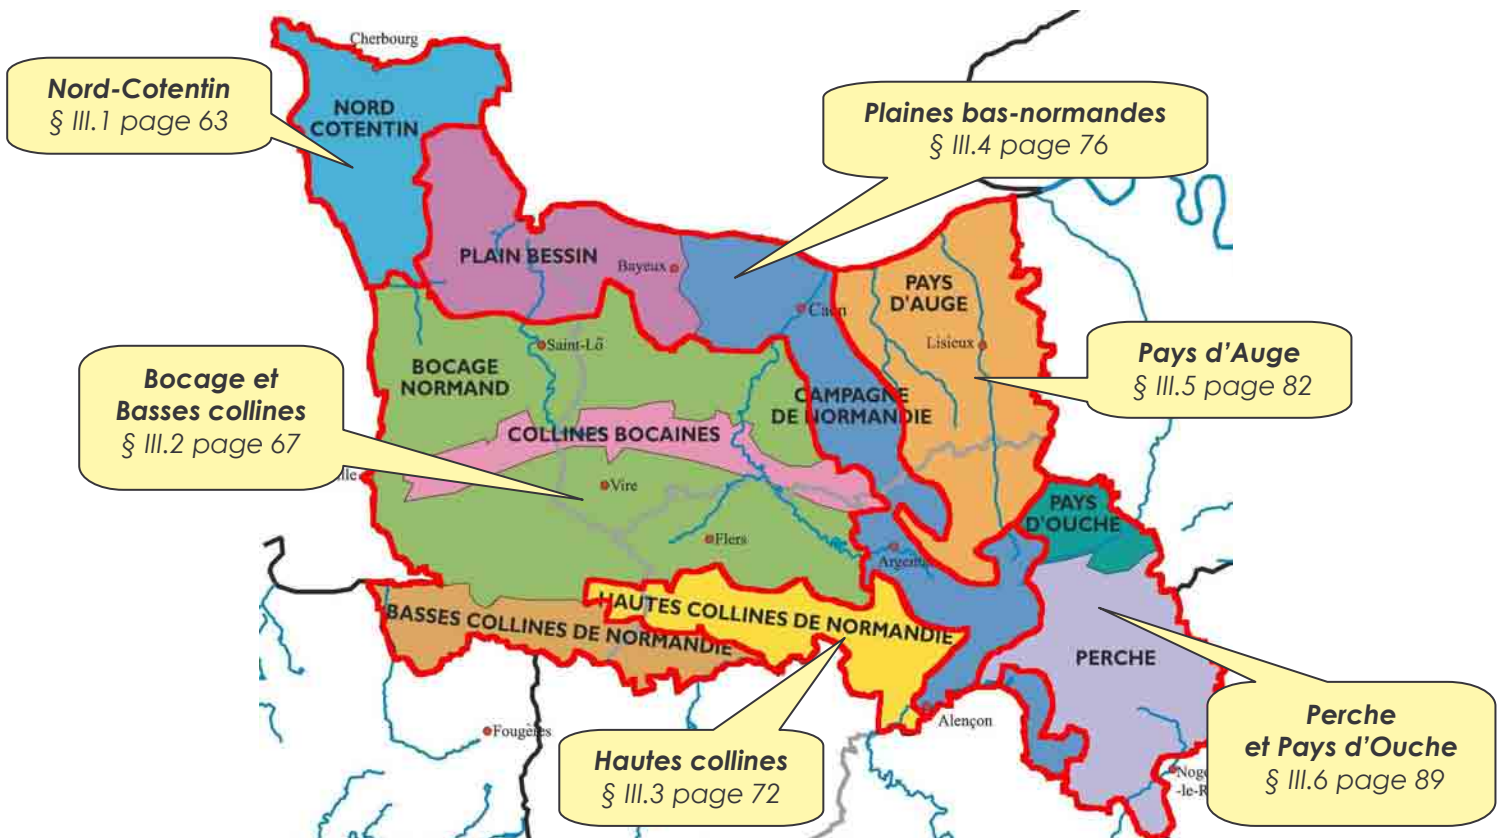 Cherbourg
Nord-Cotentin
§ III.1 page 63
NORD
COTENTIN
Plaines bas-normandes
§ III.4 page 76
PLAIN BESSIN
Bayeux
PAYS
D'AUGE
Caen
Lisieux
Saint-Lô
Pays d’Auge
§ III.5 page 82
BOCAGE
NORMAND
Bocage et
Basses collines
§ III.2 page 67
CAMPAGNE
DE NORMANDIE
COLLINES BOCAINES
Vire
PAYS
D'OUCHE
Flers
HAUTES COLLINES DE NORMANDIE
BASSES COLLINES DE NORMANDIE
PERCHE
Alençon
Fougères
Perche
et Pays d’Ouche
§ III.6 page 89
Hautes collines
§ III.3 page 72